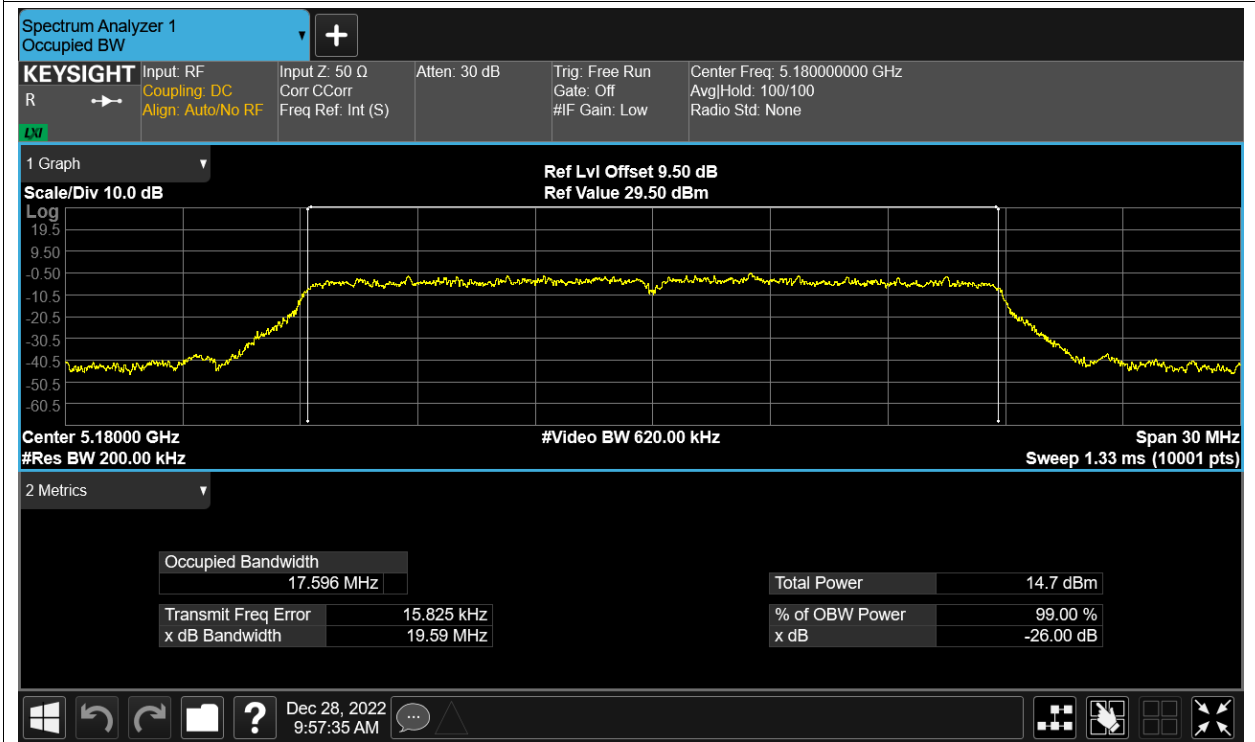 Spectrum Analyzer 1
Occupied BW
+
KEYSIGHT
R
LXI
Input: RF
Coupling: DC
Align: Auto/No RF
Input Z: 50 Ω
Corr CCorr
Freq Ref: Int (S)
Atten: 30 dB
Trig: Free Run
Gate: Off
#IF Gain: Low
Center Freq: 5.180000000 GHz
Avg|Hold: 100/100
Radio Std: None
1 Graph
Ref Lvl Offset 9.50 dB
Scale/Div 10.0 dB
Ref Value 29.50 dBm
Log
19.5
9.50
-0.50
-10.5
-20.5
-30.5
-40.5
-50.5
-60.5
Center 5.18000 GHz
#Video BW 620.00 kHz
Span 30 MHz
#Res BW 200.00 kHz
Sweep 1.33 ms (10001 pts)
2 Metrics
Occupied Bandwidth
17.596 MHz
Transmit Freq Error 15.825 kHz
x dB Bandwidth 19.59 MHz
Total Power 14.7 dBm
% of OBW Power 99.00 %
x dB -26.00 dB
?
Dec 28, 2022
9:57:35 AM